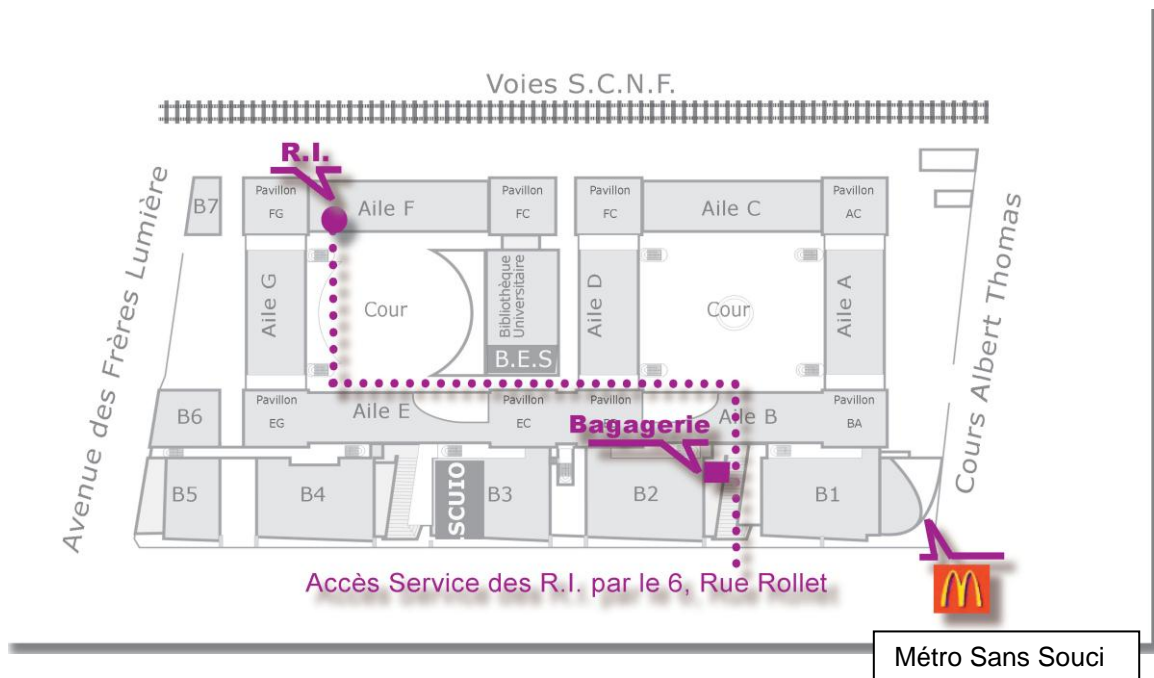 Voies S.C.N.F.
R.I.
Avenue des Frères Lumière
B7
Pavillon
FG
Aile F
Pavillon
FC
Pavillon
FC
Aile C
Pavillon
AC
Cours Albert Thomas
Aile G
Cour
Bibliothèque
Universitaire
B.E.S
Aile D
Cour
Aile A
B6
Pavillon
EG
Aile E
Pavillon
EC
Pavillon
Bagagerie
Aile B
Pavillon
BA
B5
B4
SCUIO
B3
B2
B1
Accès Service des R.I. par le 6, Rue Rollet
M
Métro Sans Souci